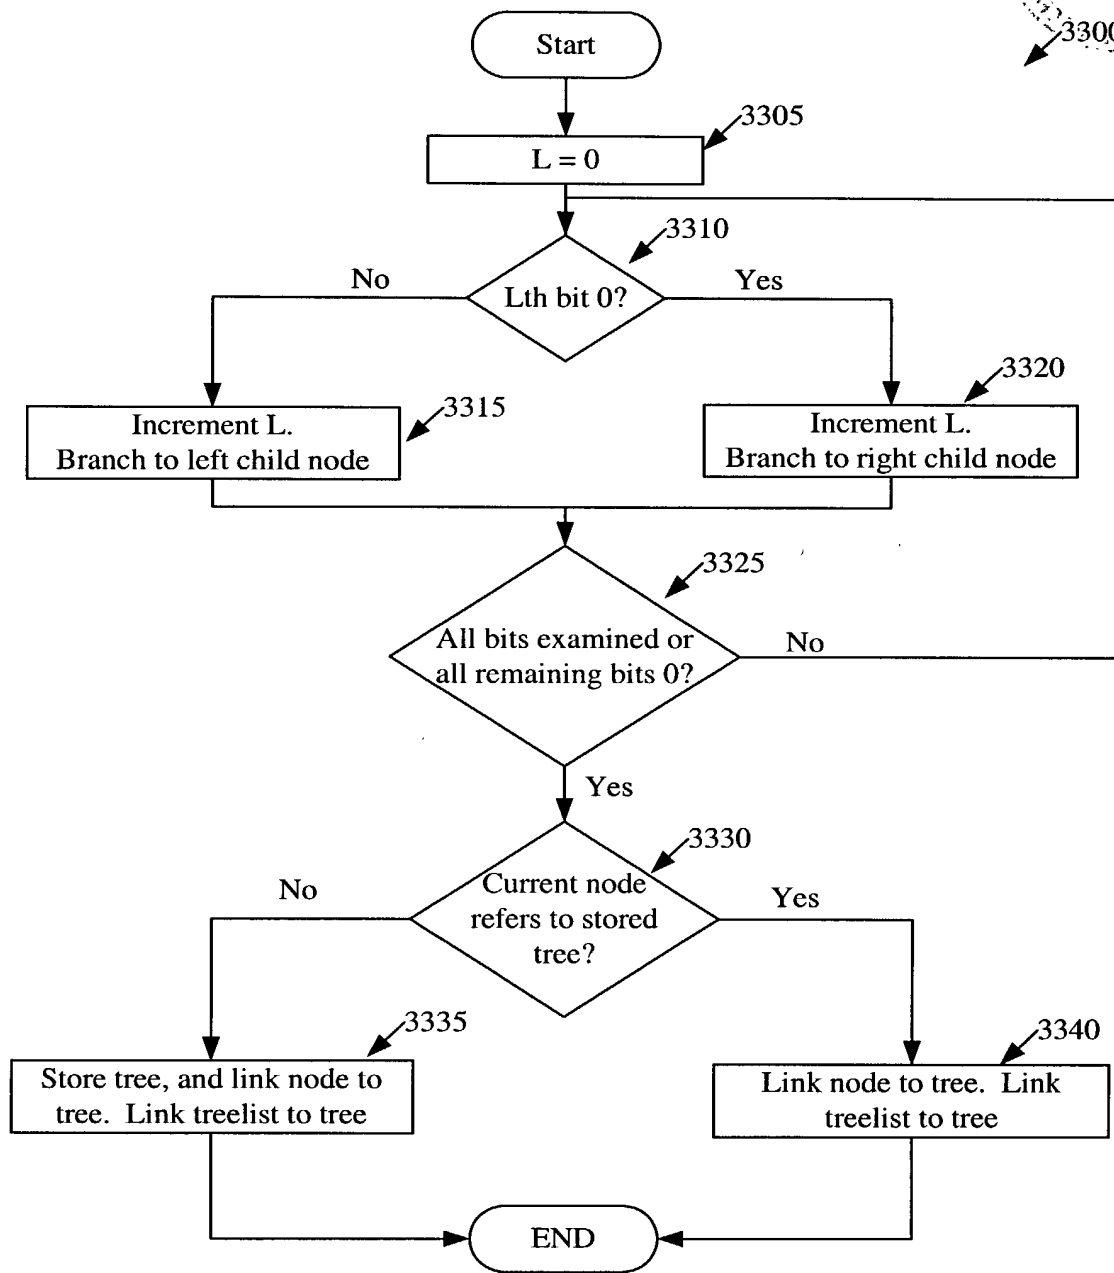 Start
3300
3305
L = 0
3310
No
Lth bit 0?
Yes
3320
3315
Increment L.
Branch to left child node
Increment L.
Branch to right child node
3325
All bits examined or
all remaining bits 0?
No
Yes
3330
No
Current node
refers to stored
tree?
Yes
3335
3340
Store tree, and link node to
tree. Link treelist to tree
Link node to tree. Link
treelist to tree
END